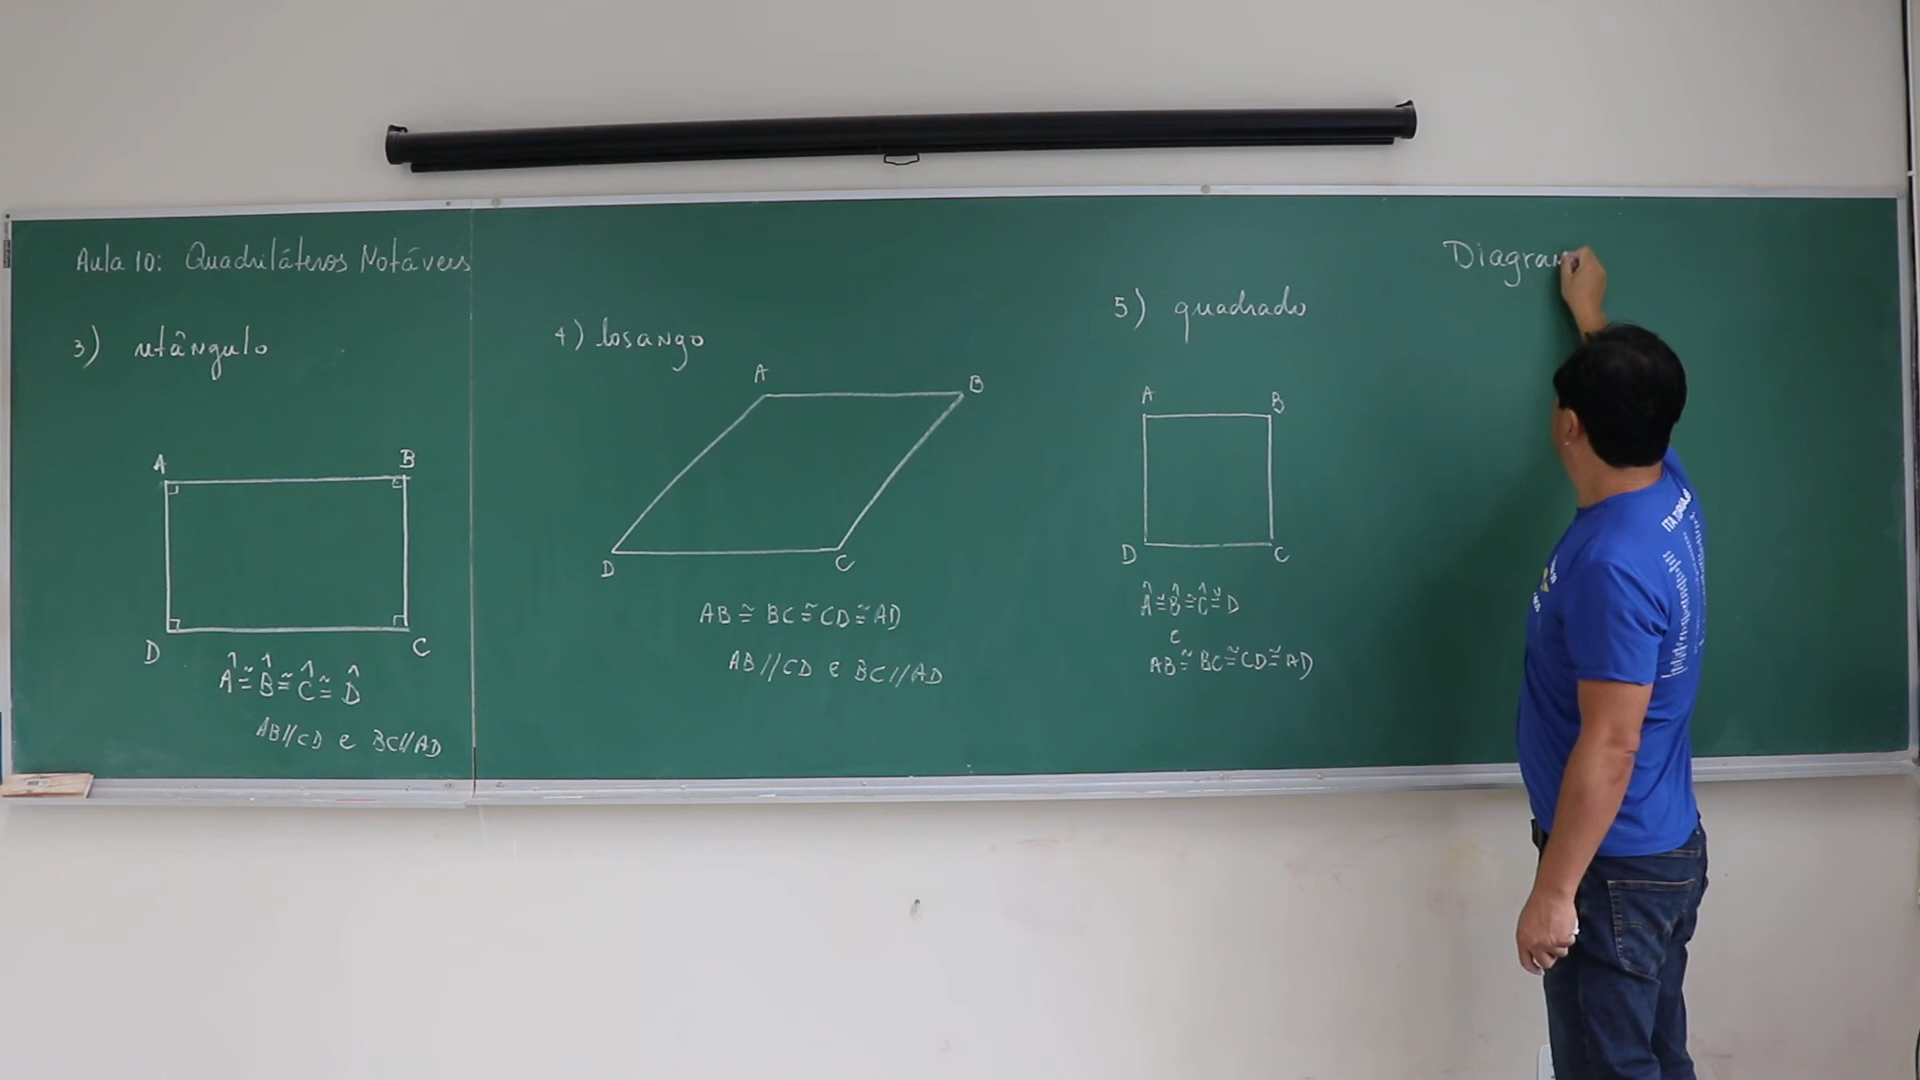 Aula 10: Quadriláteros Notáveis
3) retângulo
A B
D C
Â ≅ B̂ ≅ Ĉ ≅ D̂
AB//CD e BC//AD
4) losango
A B
D C
AB ≅ BC ≅ CD ≅ AD
AB//CD e BC//AD
5) quadrado
A B
D C
Â ≅ B̂ ≅ Ĉ ≅ D
e
AB ≅ BC ≅ CD ≅ AD
Diagram